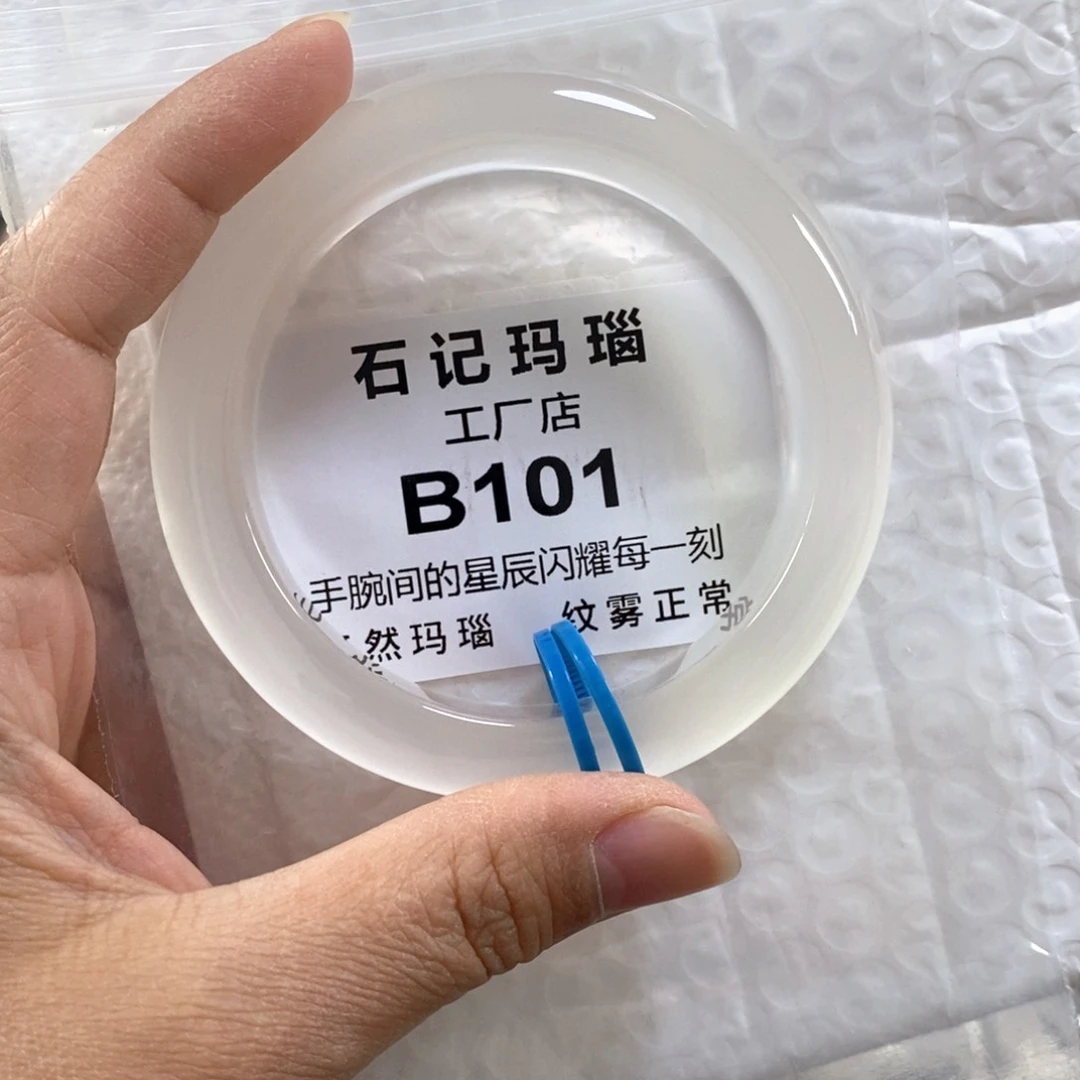 石记玛瑙
工厂店
B101
手腕间的星辰闪耀每一刻
然玛瑙 纹雾正常